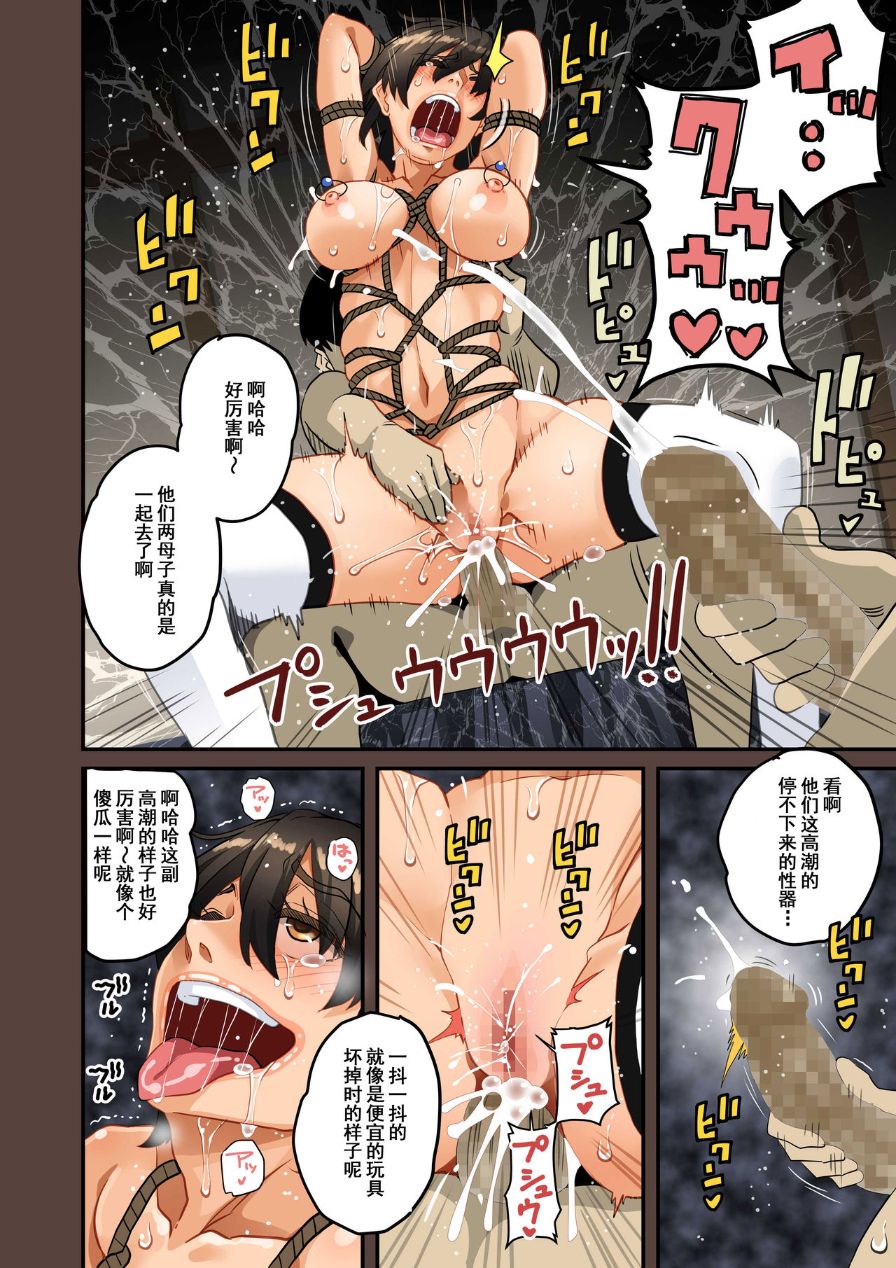 イ…
クゥゥゥ…♡♡
ビクン
ビクン
ビクン
ビクン
ドピュ♡
ドピュ♡
啊哈哈
好厉害啊～
他们两母子真的是
一起去了啊
プシュウウウウッ!!
看啊
他们这高潮的
停不下来的性器…
ビクン
ビクン
ビクン
ビクン
プシュ♡
プシュウ♡
一抖一抖的
就像是便宜的玩具
坏掉时的样子呢
アッ♡
はっ♡
啊哈哈这副
高潮的样子也好
厉害啊～就像个
傻瓜一样呢
ブルッ
ブルッ
アッ♡